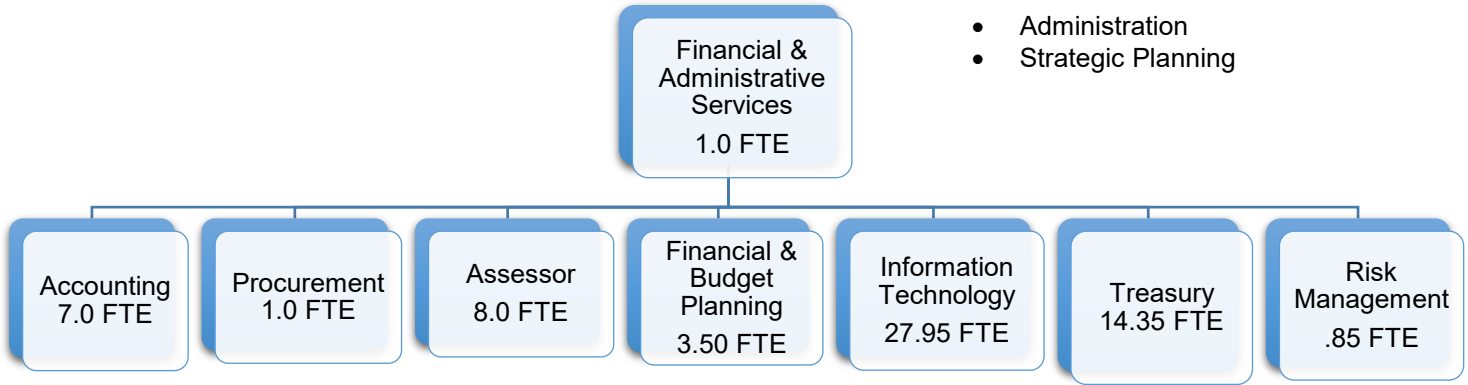 Financial &
Administrative
Services
1.0 FTE
• Administration
• Strategic Planning
Accounting
7.0 FTE
Procurement
1.0 FTE
Assessor
8.0 FTE
Financial &
Budget
Planning
3.50 FTE
Information
Technology
27.95 FTE
Treasury
14.35 FTE
Risk
Management
.85 FTE